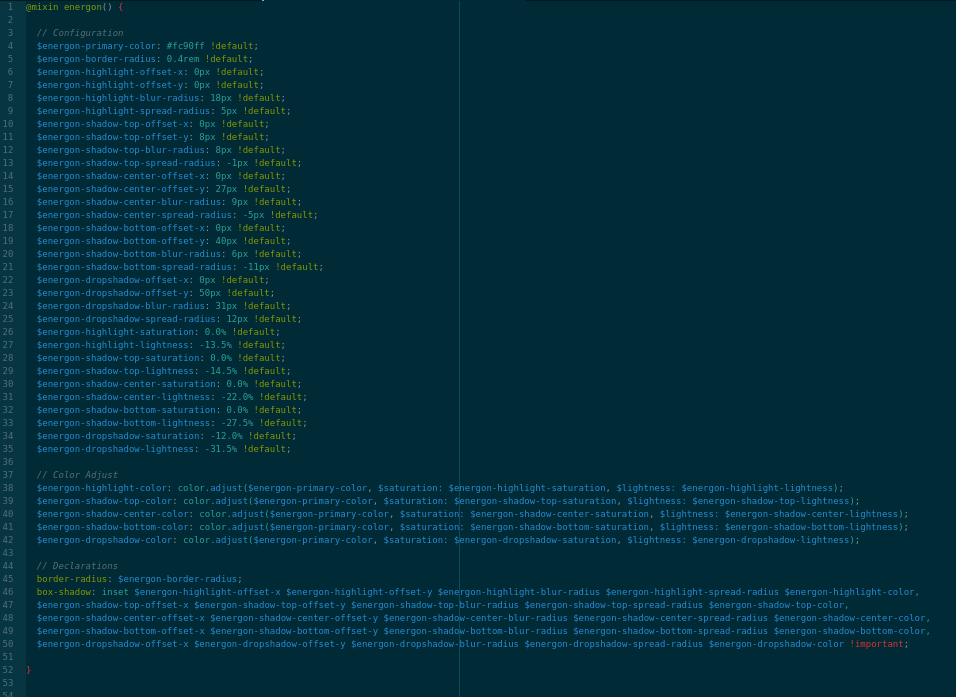 1 @mixin energon() {
2
3 // Configuration
4 $energon-primary-color: #fc90ff !default;
5 $energon-border-radius: 0.4rem !default;
6 $energon-highlight-offset-x: 0px !default;
7 $energon-highlight-offset-y: 0px !default;
8 $energon-highlight-blur-radius: 18px !default;
9 $energon-highlight-spread-radius: 5px !default;
10 $energon-shadow-top-offset-x: 0px !default;
11 $energon-shadow-top-offset-y: 8px !default;
12 $energon-shadow-top-blur-radius: 8px !default;
13 $energon-shadow-top-spread-radius: -1px !default;
14 $energon-shadow-center-offset-x: 0px !default;
15 $energon-shadow-center-offset-y: 27px !default;
16 $energon-shadow-center-blur-radius: 9px !default;
17 $energon-shadow-center-spread-radius: -5px !default;
18 $energon-shadow-bottom-offset-x: 0px !default;
19 $energon-shadow-bottom-offset-y: 40px !default;
20 $energon-shadow-bottom-blur-radius: 6px !default;
21 $energon-shadow-bottom-spread-radius: -11px !default;
22 $energon-dropshadow-offset-x: 0px !default;
23 $energon-dropshadow-offset-y: 50px !default;
24 $energon-dropshadow-blur-radius: 31px !default;
25 $energon-dropshadow-spread-radius: 12px !default;
26 $energon-highlight-saturation: 0.0% !default;
27 $energon-highlight-lightness: -13.5% !default;
28 $energon-shadow-top-saturation: 0.0% !default;
29 $energon-shadow-top-lightness: -14.5% !default;
30 $energon-shadow-center-saturation: 0.0% !default;
31 $energon-shadow-center-lightness: -22.0% !default;
32 $energon-shadow-bottom-saturation: 0.0% !default;
33 $energon-shadow-bottom-lightness: -27.5% !default;
34 $energon-dropshadow-saturation: -12.0% !default;
35 $energon-dropshadow-lightness: -31.5% !default;
36
37 // Color Adjust
38 $energon-highlight-color: color.adjust($energon-primary-color, $saturation: $energon-highlight-saturation, $lightness: $energon-highlight-lightness);
39 $energon-shadow-top-color: color.adjust($energon-primary-color, $saturation: $energon-shadow-top-saturation, $lightness: $energon-shadow-top-lightness);
40 $energon-shadow-center-color: color.adjust($energon-primary-color, $saturation: $energon-shadow-center-saturation, $lightness: $energon-shadow-center-lightness);
41 $energon-shadow-bottom-color: color.adjust($energon-primary-color, $saturation: $energon-shadow-bottom-saturation, $lightness: $energon-shadow-bottom-lightness);
42 $energon-dropshadow-color: color.adjust($energon-primary-color, $saturation: $energon-dropshadow-saturation, $lightness: $energon-dropshadow-lightness);
43
44 // Declarations
45 border-radius: $energon-border-radius;
46 box-shadow: inset $energon-highlight-offset-x $energon-highlight-offset-y $energon-highlight-blur-radius $energon-highlight-spread-radius $energon-highlight-color,
47 $energon-shadow-top-offset-x $energon-shadow-top-offset-y $energon-shadow-top-blur-radius $energon-shadow-top-spread-radius $energon-shadow-top-color,
48 $energon-shadow-center-offset-x $energon-shadow-center-offset-y $energon-shadow-center-blur-radius $energon-shadow-center-spread-radius $energon-shadow-center-color,
49 $energon-shadow-bottom-offset-x $energon-shadow-bottom-offset-y $energon-shadow-bottom-blur-radius $energon-shadow-bottom-spread-radius $energon-shadow-bottom-color,
50 $energon-dropshadow-offset-x $energon-dropshadow-offset-y $energon-dropshadow-blur-radius $energon-dropshadow-spread-radius $energon-dropshadow-color !important;
51
52 }
53
54